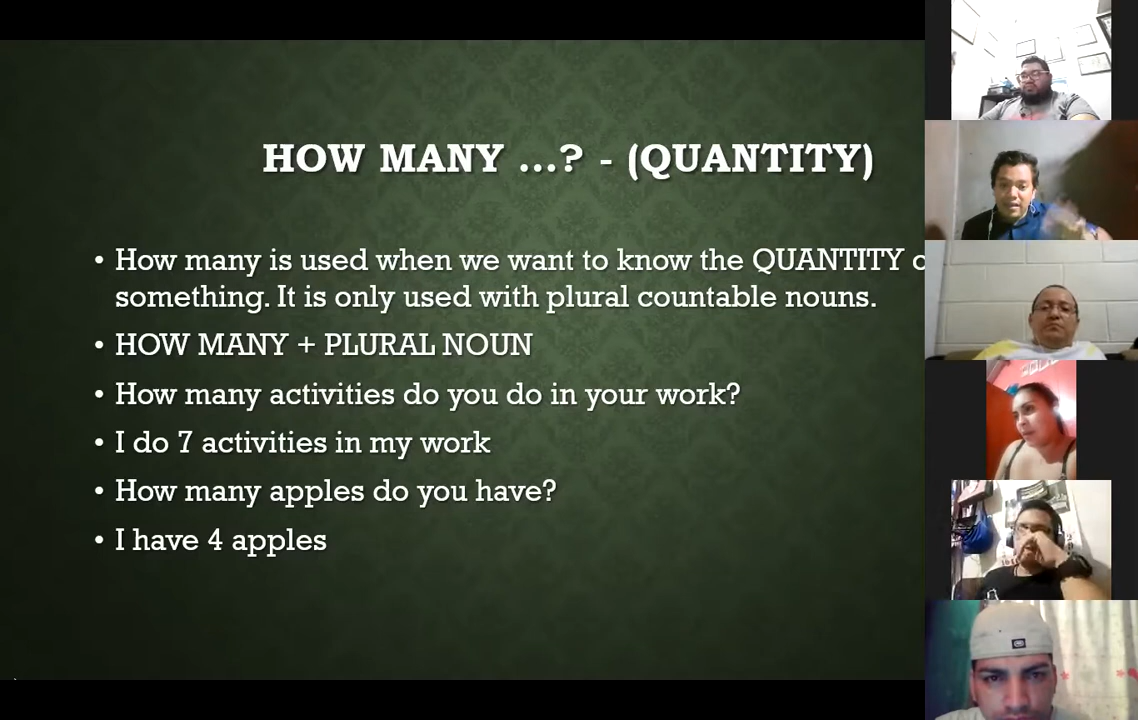 HOW MANY ...? - (QUANTITY)
• How many is used when we want to know the QUANTITY
something. It is only used with plural countable nouns.
• HOW MANY + PLURAL NOUN
• How many activities do you do in your work?
• I do 7 activities in my work
• How many apples do you have?
• I have 4 apples